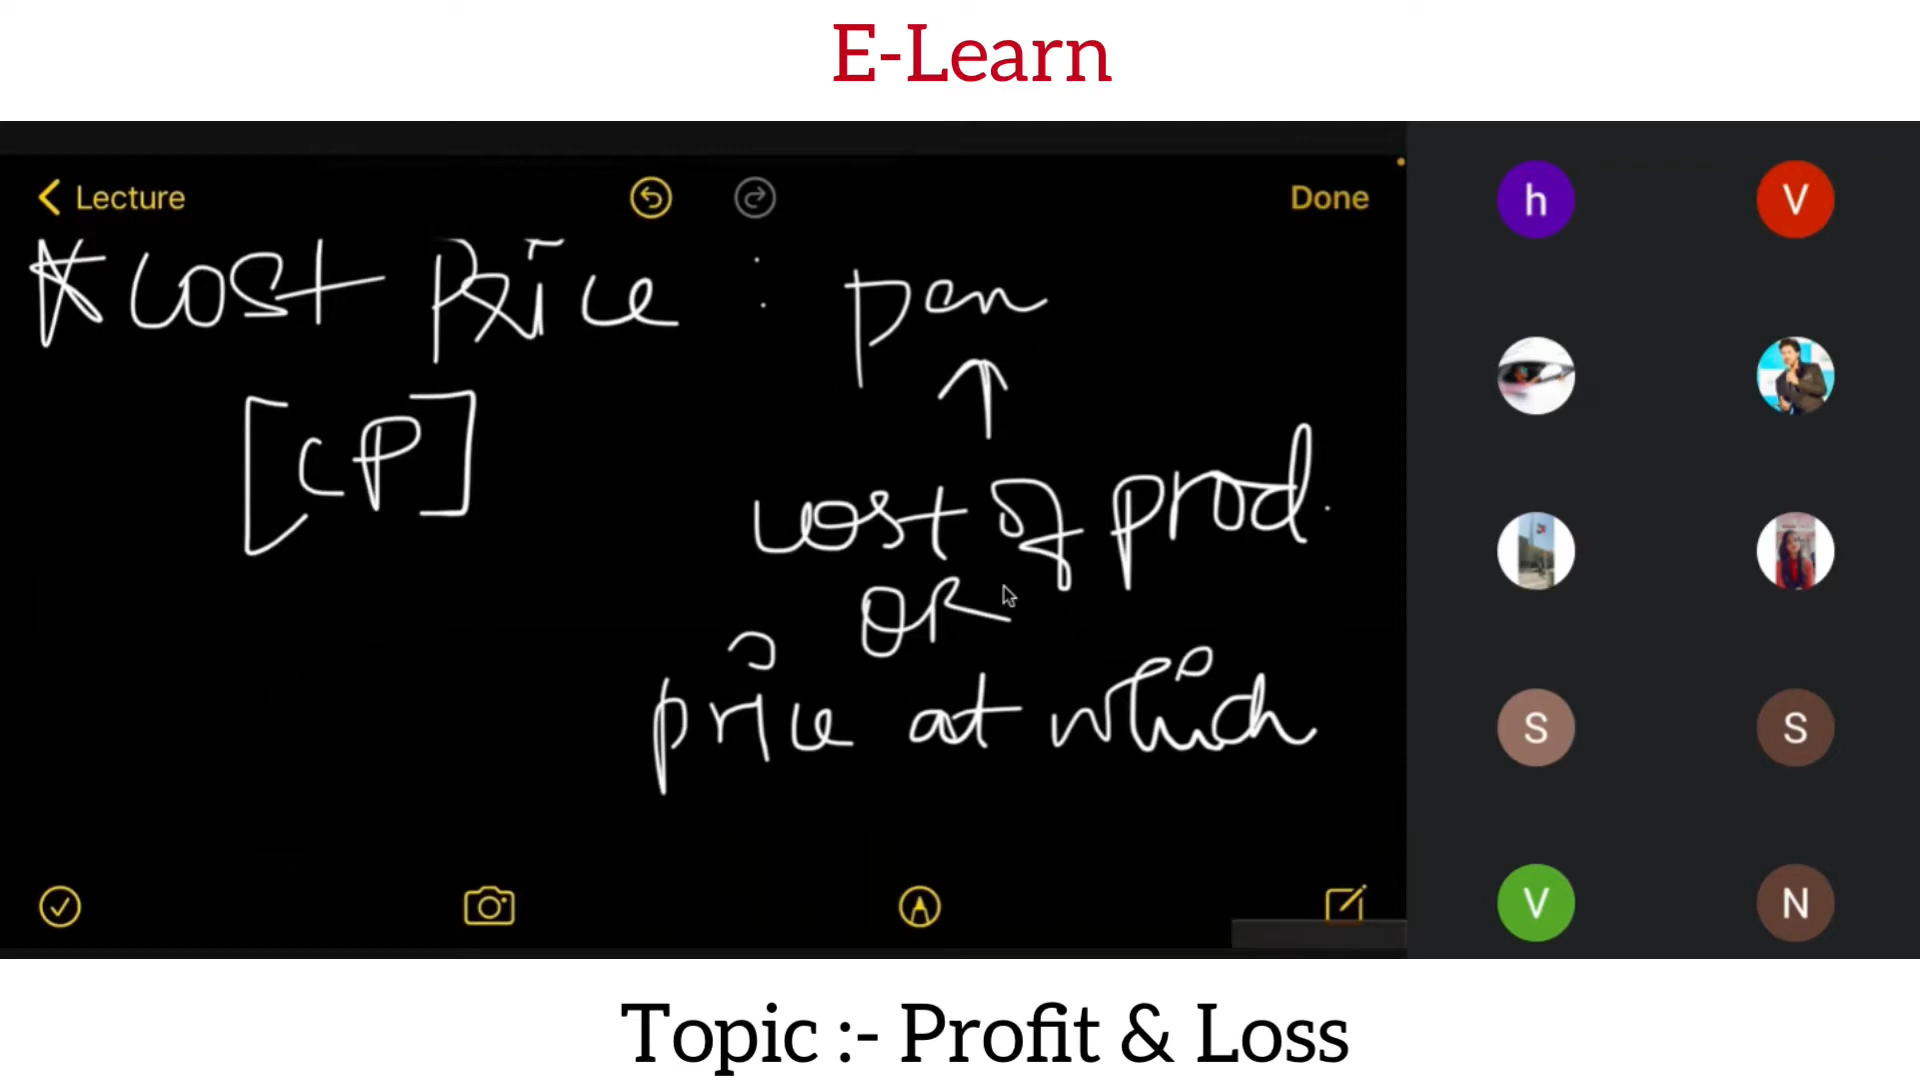 E-Learn
Lecture
Done
Cost Price : pen
[CP]
cost of prod.
OR
price at which
h
V
S
S
V
N
Topic :- Profit & Loss